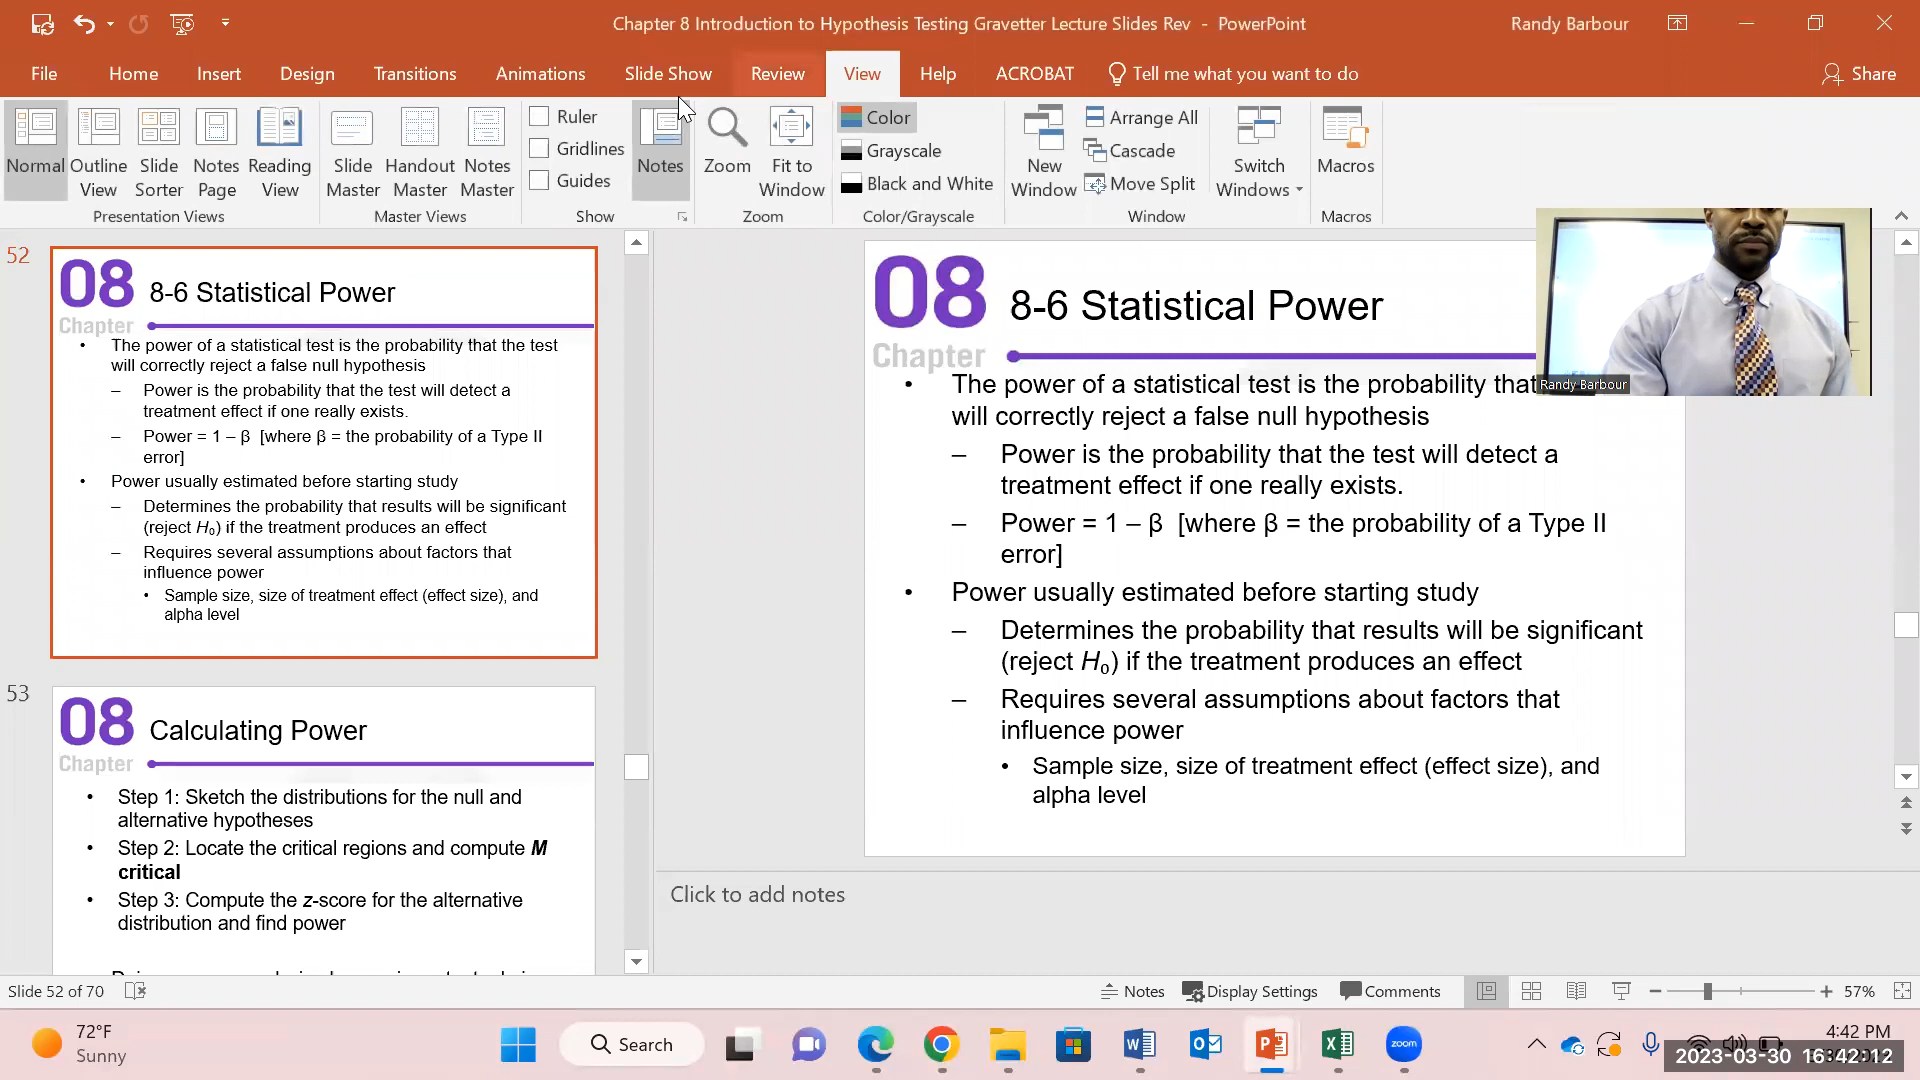 Chapter 8 Introduction to Hypothesis Testing Gravetter Lecture Slides Rev - PowerPoint
Randy Barbour
File Home Insert Design Transitions Animations Slide Show Review View Help ACROBAT Tell me what you want to do Share
Normal
Outline View
Slide Sorter
Notes Page
Reading View
Presentation Views
Slide Master
Handout Master
Notes Master
Master Views
Ruler
Gridlines
Guides
Show
Notes
Zoom
Fit to Window
Zoom
Color
Grayscale
Black and White
Color/Grayscale
New Window
Arrange All
Cascade
Move Split
Switch Windows
Window
Macros
Macros
52
08
Chapter
8-6 Statistical Power
• The power of a statistical test is the probability that the test
will correctly reject a false null hypothesis
– Power is the probability that the test will detect a
treatment effect if one really exists.
– Power = 1 – β [where β = the probability of a Type II
error]
• Power usually estimated before starting study
– Determines the probability that results will be significant
(reject H₀) if the treatment produces an effect
– Requires several assumptions about factors that
influence power
• Sample size, size of treatment effect (effect size), and
alpha level
53
08
Chapter
Calculating Power
• Step 1: Sketch the distributions for the null and
alternative hypotheses
• Step 2: Locate the critical regions and compute M
critical
• Step 3: Compute the z-score for the alternative
distribution and find power
08
Chapter
8-6 Statistical Power
• The power of a statistical test is the probability that
will correctly reject a false null hypothesis
– Power is the probability that the test will detect a
treatment effect if one really exists.
– Power = 1 – β [where β = the probability of a Type II
error]
• Power usually estimated before starting study
– Determines the probability that results will be significant
(reject H₀) if the treatment produces an effect
– Requires several assumptions about factors that
influence power
• Sample size, size of treatment effect (effect size), and
alpha level
Randy Barbour
Click to add notes
Slide 52 of 70
Notes Display Settings Comments
57%
72°F
Sunny
Search
zoom
4:42 PM
2023-03-30 16:42:12